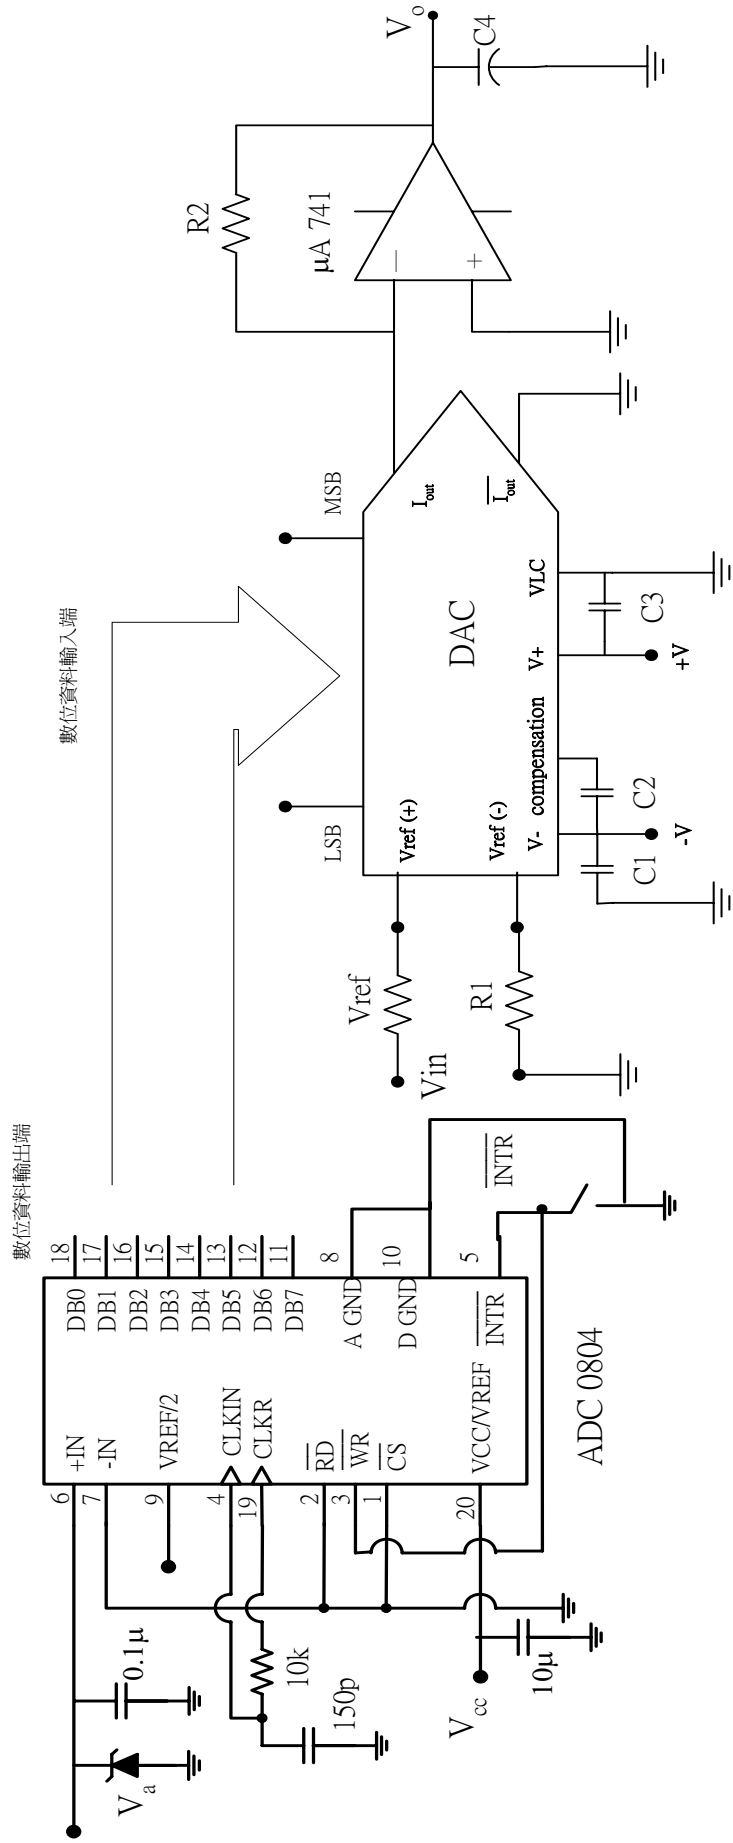 數位資料輸出端
數位資料輸入端
6
7
9
4
19
2
3
1
20
+IN
-IN
VREF/2
CLKIN
CLKR
RD
WR
CS
VCC/VREF
DB0
DB1
DB2
DB3
DB4
DB5
DB6
DB7
A GND
D GND
INTR
18
17
16
15
14
13
12
11
8
10
5
INTR
ADC 0804
Va
0.1µ
10k
150p
Vcc
10µ
LSB
MSB
Vref
Vin
R1
Vref (+)
Vref (-)
DAC
Iout
Iout
V-
compensation
V+
VLC
C1
C2
C3
-V
+V
R2
µA 741
—
+
Vo
C4